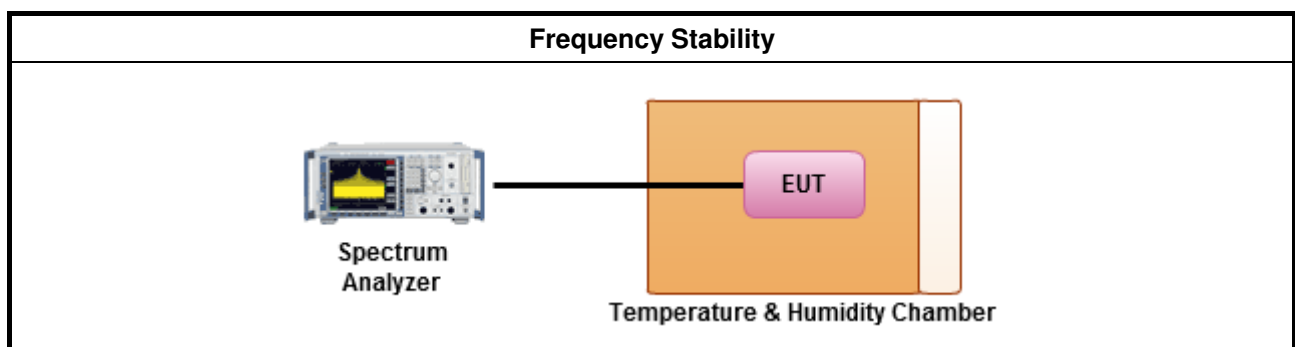 Frequency Stability
EUT
Spectrum
Analyzer
Temperature & Humidity Chamber